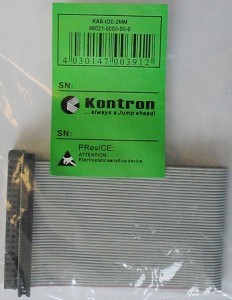 KAB-IDE-2MM
96021-0000-00-0
4 030147 003912
SN:
Kontron
...always a Jump ahead!
SN:
PRev/CE:
ATTENTION:
Electrostatic sensitive device